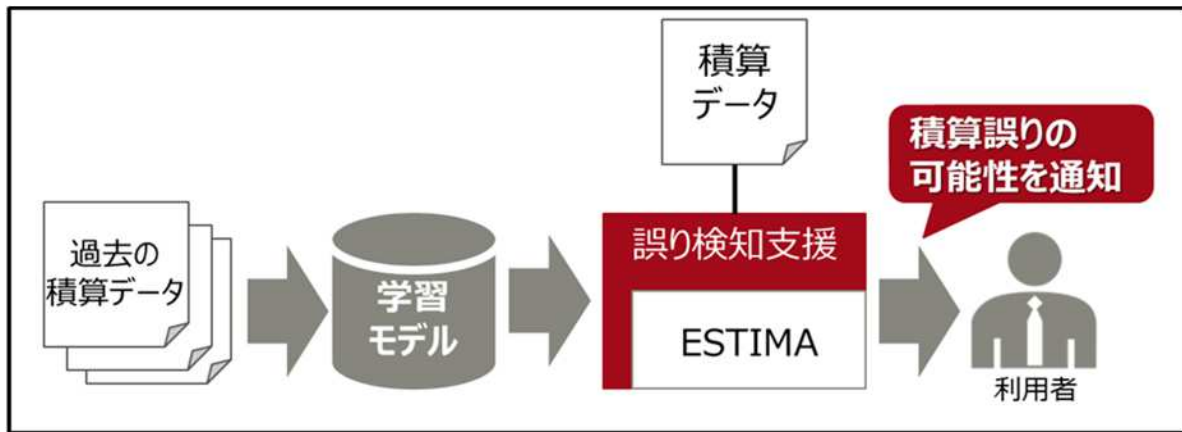 過去の
積算データ
学習
モデル
積算
データ
誤り検知支援
ESTIMA
積算誤りの
可能性を通知
利用者